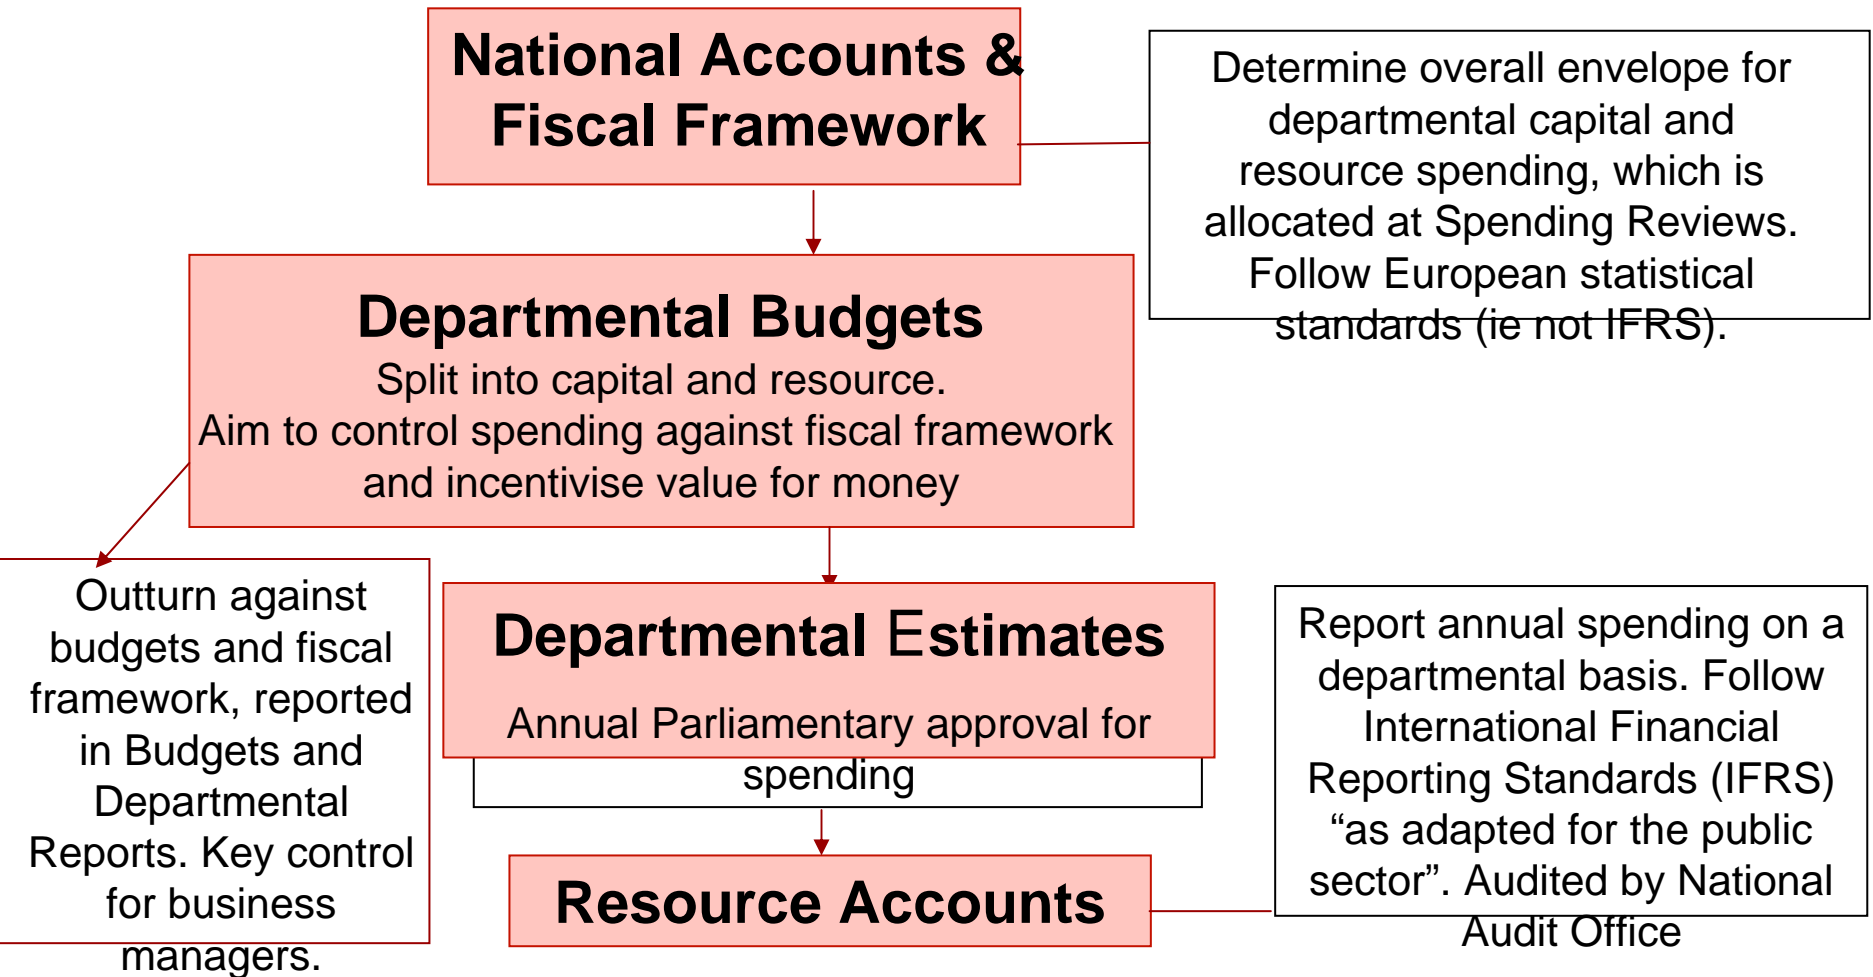 National Accounts &
Fiscal Framework
Determine overall envelope for
departmental capital and
resource spending, which is
allocated at Spending Reviews.
Follow European statistical
standards (ie not IFRS).
Departmental Budgets
Split into capital and resource.
Aim to control spending against fiscal framework
and incentivise value for money
Outturn against
budgets and fiscal
framework, reported
in Budgets and
Departmental
Reports. Key control
for business
managers.
Departmental Estimates
Annual Parliamentary approval for
spending
Report annual spending on a
departmental basis. Follow
International Financial
Reporting Standards (IFRS)
“as adapted for the public
sector”. Audited by National
Audit Office
Resource Accounts